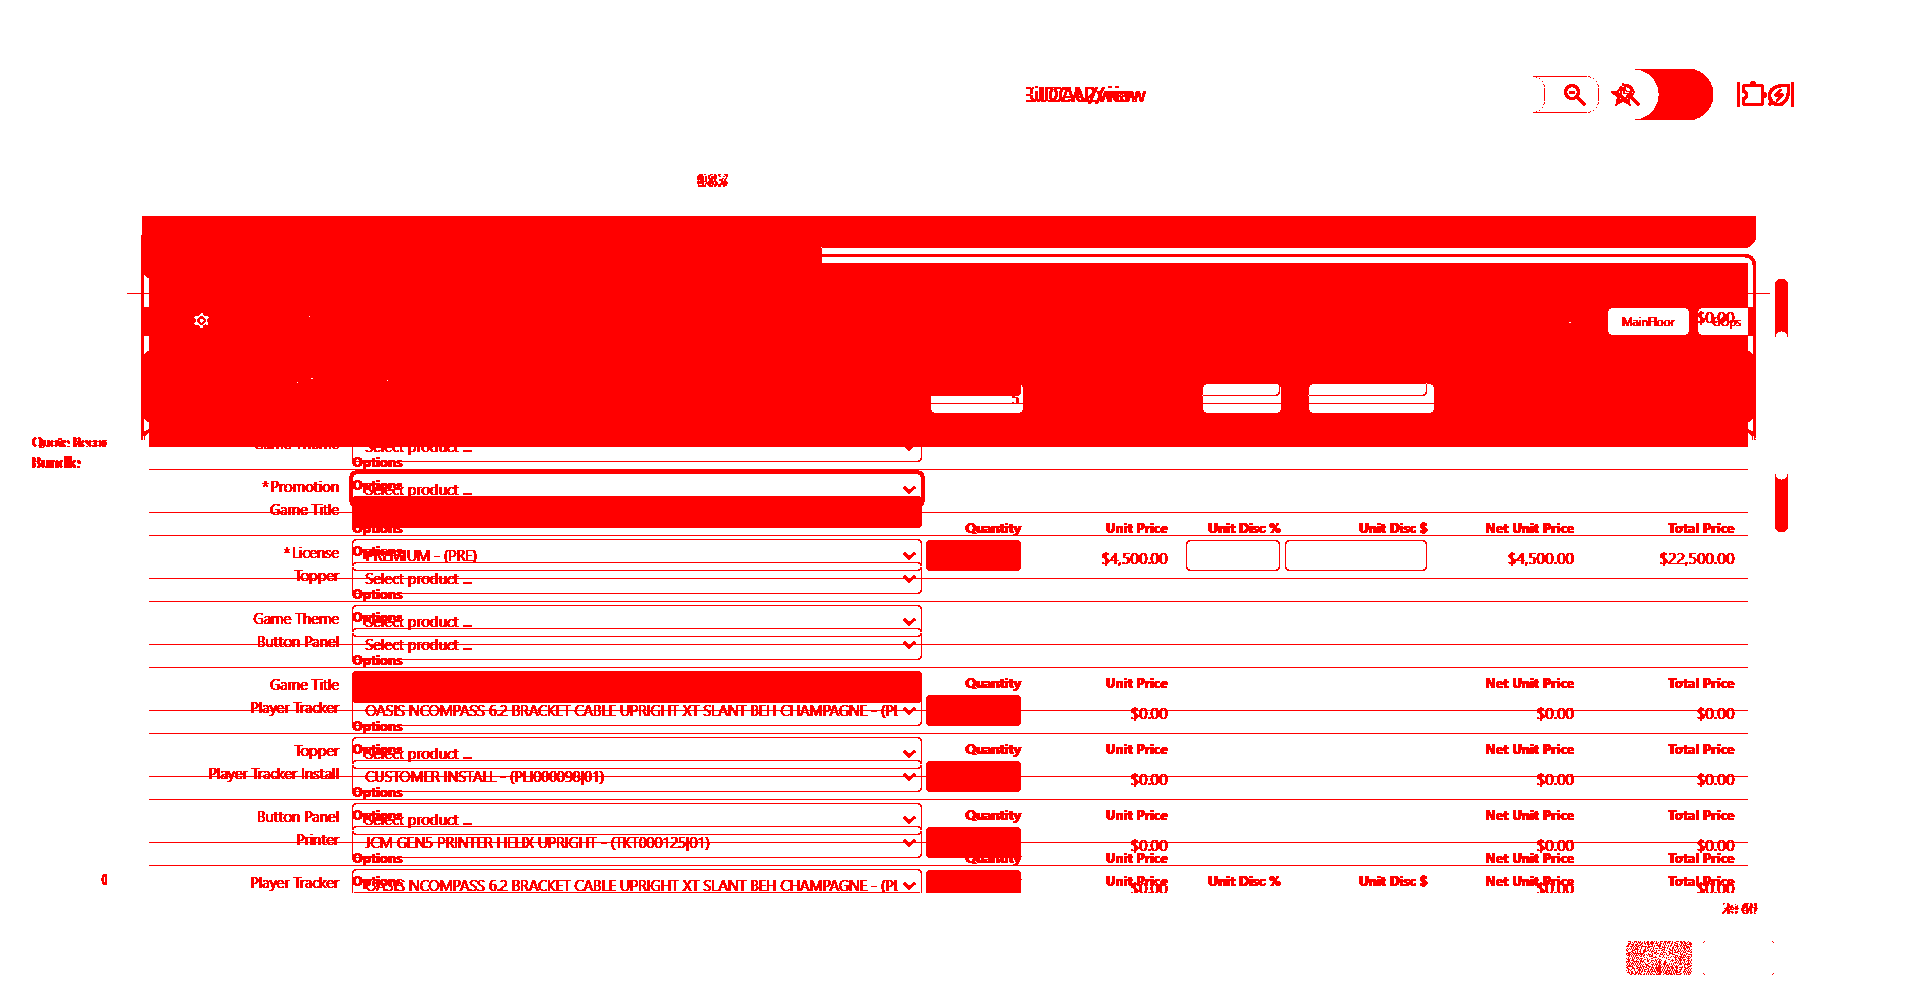 $0.00
MainFloor
Ops
Select product ...
Options
*Promotion
Options
Select product ...
Game Title
Options
Quantity Unit Price Unit Disc % Unit Disc $ Net Unit Price Total Price
*License
Options
PREMIUM - (PRE)
$4,500.00 $4,500.00 $22,500.00
Topper
Select product ...
Options
Game Theme
Options
Select product ...
Button Panel
Select product ...
Options
Game Title
Quantity Unit Price Net Unit Price Total Price
Player Tracker
OASIS NCOMPASS 6.2 BRACKET CABLE UPRIGHT XT SLANT BEH CHAMPAGNE - (PI
$0.00 $0.00 $0.00
Options
Topper
Options
Select product ...
Quantity Unit Price Net Unit Price Total Price
Player Tracker Install
CUSTOMER INSTALL - (PLI000098|01)
$0.00 $0.00 $0.00
Options
Button Panel
Options
Select product ...
Quantity Unit Price Net Unit Price Total Price
Printer
JCM GEN5 PRINTER HELIX UPRIGHT - (TKT000125|01)
$0.00 $0.00 $0.00
Options
Quantity Unit Price Net Unit Price Total Price
Player Tracker
Options
OASIS NCOMPASS 6.2 BRACKET CABLE UPRIGHT XT SLANT BEH CHAMPAGNE - (PI
Unit Price Unit Disc % Unit Disc $ Net Unit Price Total Price
$0.00 $0.00 $0.00